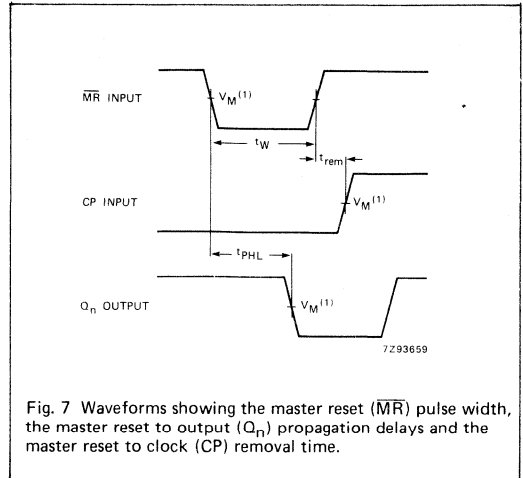 MR INPUT
VM(1)
tW
trem
CP INPUT
VM(1)
tPHL
Qn OUTPUT
VM(1)
7Z93659
Fig. 7 Waveforms showing the master reset (MR) pulse width,
the master reset to output (Qn) propagation delays and the
master reset to clock (CP) removal time.